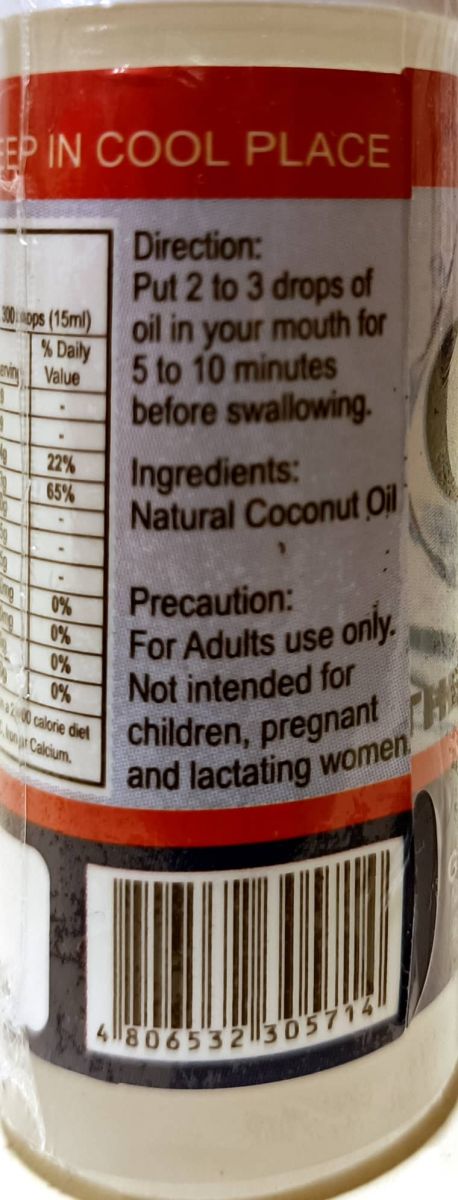 IN COOL PLACE
Direction:
Put 2 to 3 drops of
oil in your mouth for
5 to 10 minutes
before swallowing.
Ingredients:
Natural Coconut Oil
Precaution:
For Adults use only.
Not intended for
children, pregnant
and lactating women
(15ml)
% Daily
Value
-
-
22%
65%
-
-
-
0%
0%
0%
0%
calorie diet
Calcium.
4 806532 305714